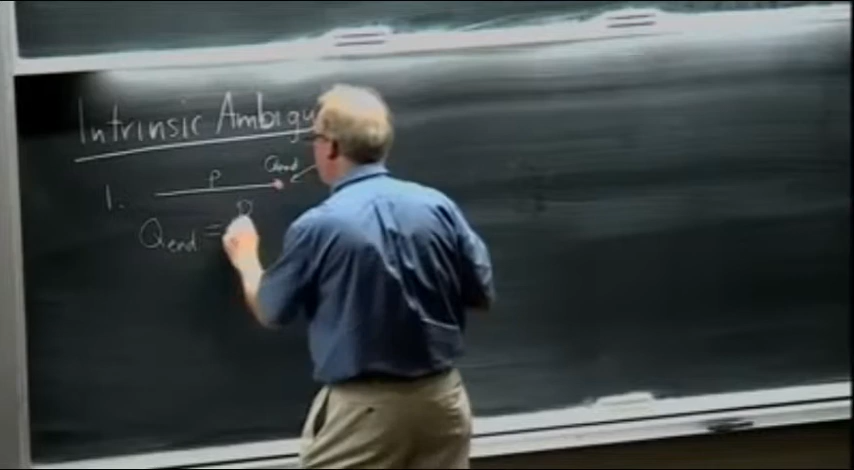 Intrinsic Ambigu
P Qend
1.
Qend = P